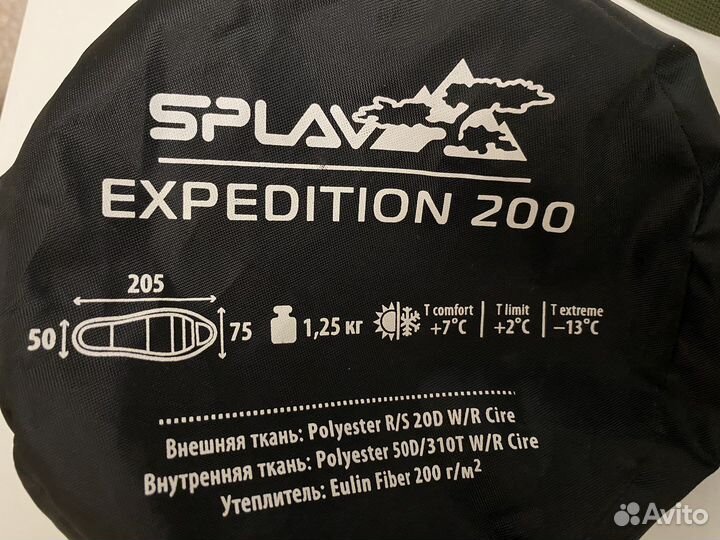 SPLAV
EXPEDITION 200
205
50
75
1,25 кг
T comfort
+7°C
T limit
+2°C
T extreme
−13°C
Внешняя ткань: Polyester R/S 20D W/R Cire
Внутренняя ткань: Polyester 50D/310T W/R Cire
Утеплитель: Eulin Fiber 200 г/м²
Avito